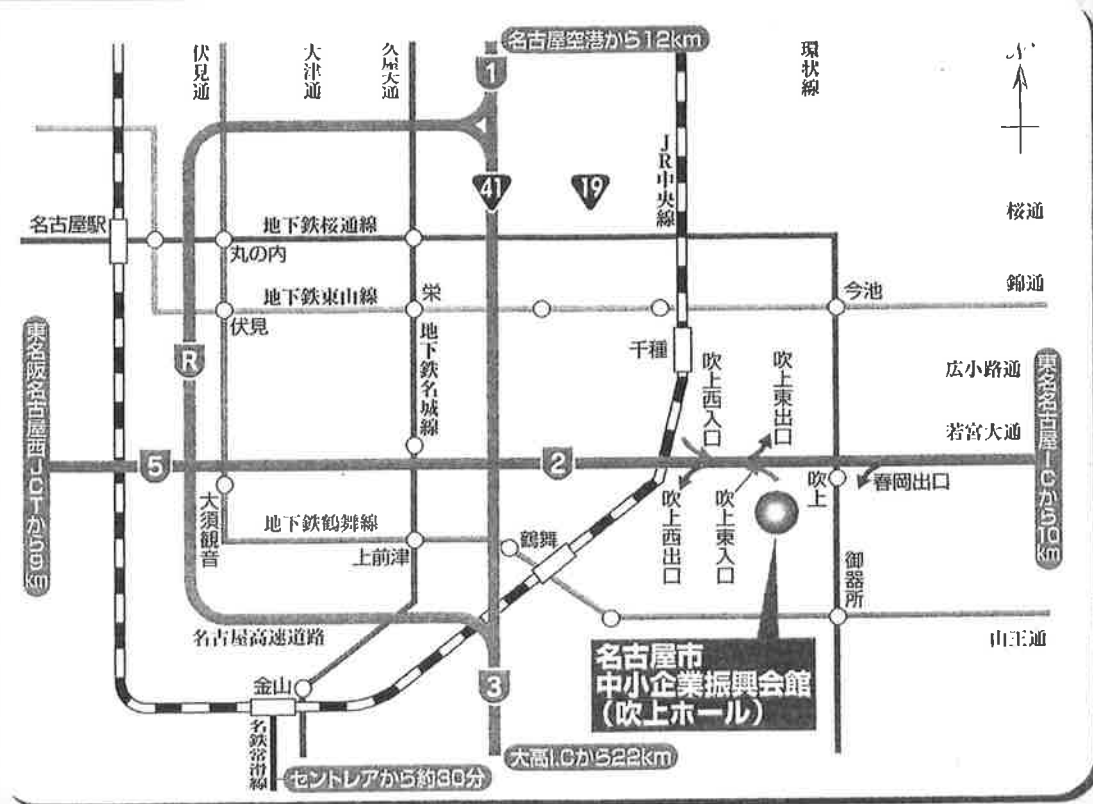 名古屋空港から12km
伏見通
大津通
久屋大通
環状線
N
1
JR中央線
41
19
桜通
名古屋駅
地下鉄桜通線
丸の内
錦通
地下鉄東山線
栄
今池
伏見
東名阪名古屋西JCTから9km
R
地下鉄名城線
千種
吹上西入口
吹上東出口
広小路通
東名名古屋ICから10km
若宮大通
5
2
大須観音
吹上西出口
吹上東入口
吹上
春岡出口
地下鉄鶴舞線
上前津
鶴舞
御器所
名古屋高速道路
山王通
名古屋市
中小企業振興会館
(吹上ホール)
金山
3
名鉄常滑線
大高I.Cから22km
セントレアから約30分